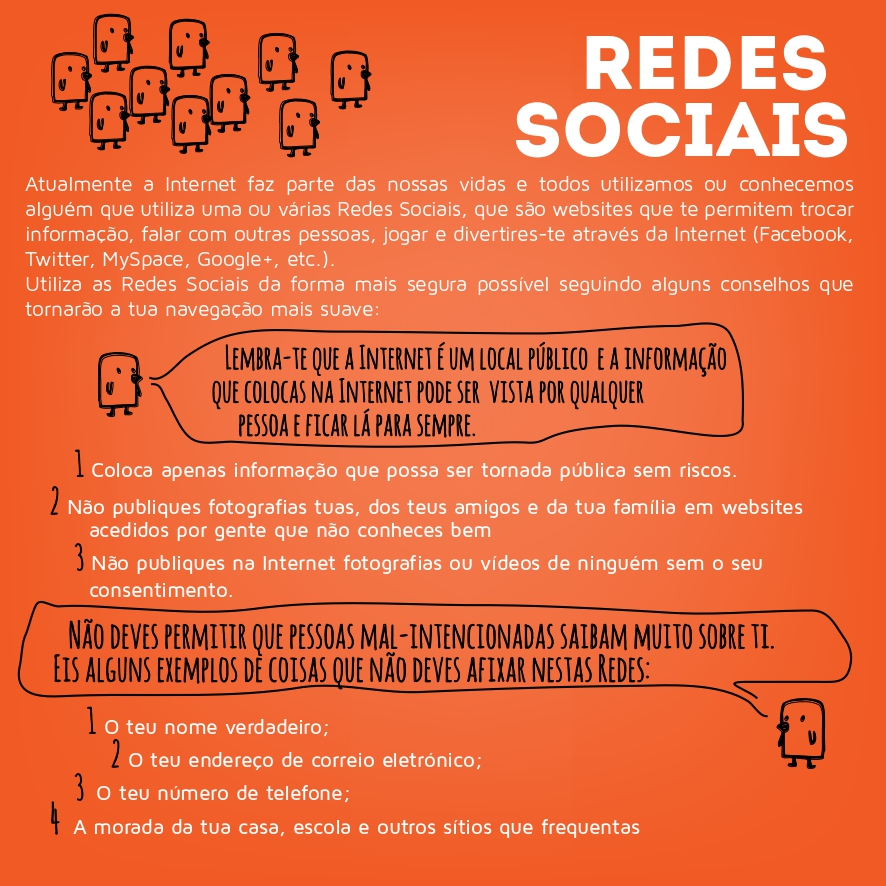 REDES
SOCIAIS
Atualmente a Internet faz parte das nossas vidas e todos utilizamos ou conhecemos
alguém que utiliza uma ou várias Redes Sociais, que são websites que te permitem trocar
informação, falar com outras pessoas, jogar e divertires-te através da Internet (Facebook,
Twitter, MySpace, Google+, etc.).
Utiliza as Redes Sociais da forma mais segura possível seguindo alguns conselhos que
tornarão a tua navegação mais suave:
LEMBRA-TE QUE A INTERNET É UM LOCAL PÚBLICO E A INFORMAÇÃO
QUE COLOCAS NA INTERNET PODE SER VISTA POR QUALQUER
PESSOA E FICAR LÁ PARA SEMPRE.
1 Coloca apenas informação que possa ser tornada pública sem riscos.
2 Não publiques fotografias tuas, dos teus amigos e da tua família em websites
acedidos por gente que não conheces bem
3 Não publiques na Internet fotografias ou vídeos de ninguém sem o seu
consentimento.
NÃO DEVES PERMITIR QUE PESSOAS MAL-INTENCIONADAS SAIBAM MUITO SOBRE TI.
EIS ALGUNS EXEMPLOS DE COISAS QUE NÃO DEVES AFIXAR NESTAS REDES:
1 O teu nome verdadeiro;
2 O teu endereço de correio eletrónico;
3 O teu número de telefone;
4 A morada da tua casa, escola e outros sítios que frequentas